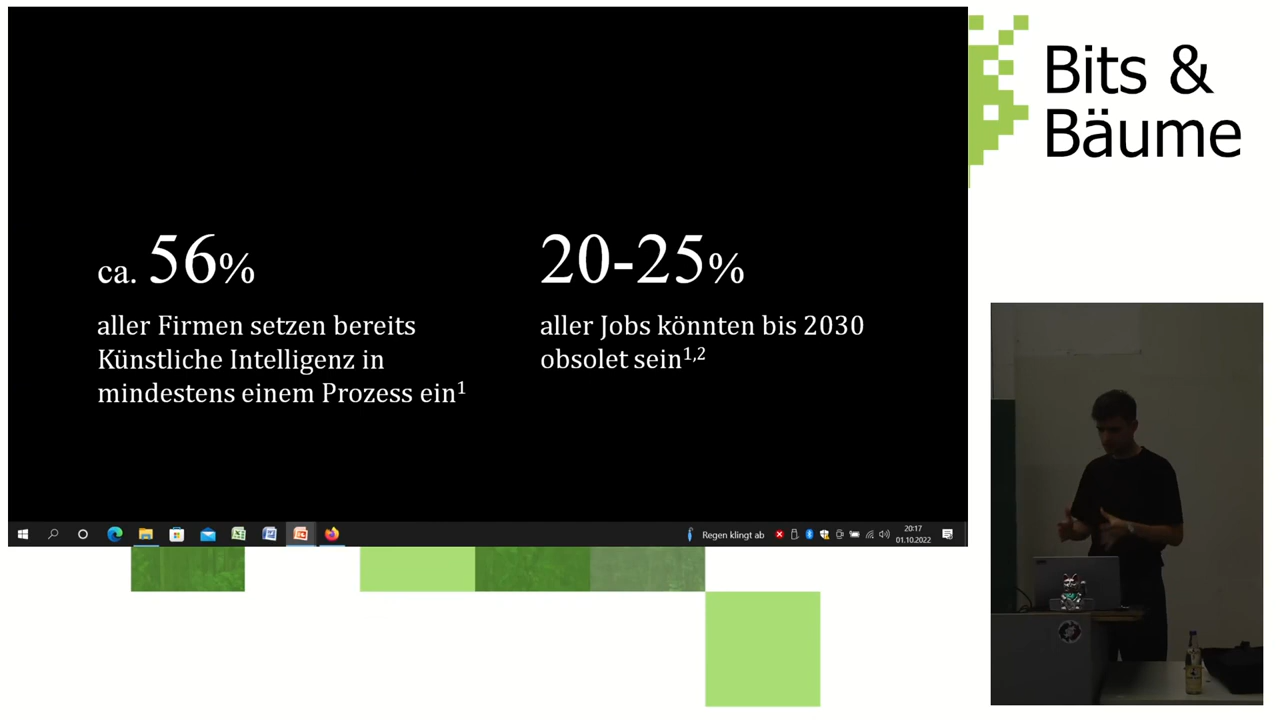 Bits &
Bäume
ca. 56%
aller Firmen setzen bereits
Künstliche Intelligenz in
mindestens einem Prozess ein¹
20-25%
aller Jobs könnten bis 2030
obsolet sein¹,²
Regen klingt ab
20:17
01.10.2022